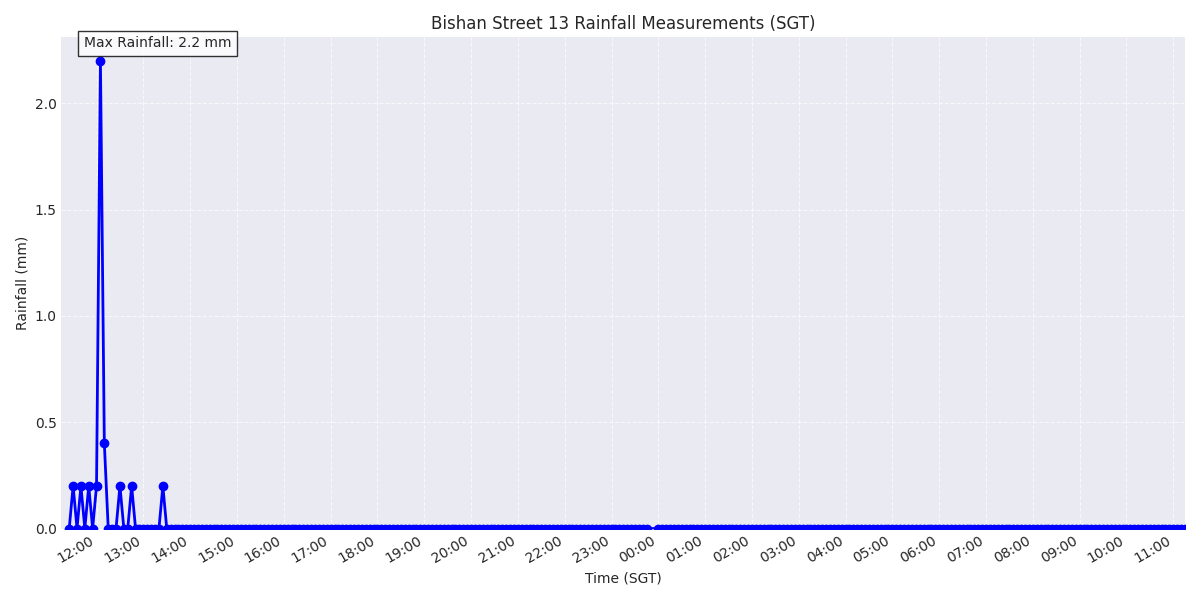 Bishan Street 13 Rainfall Measurements (SGT)
Max Rainfall: 2.2 mm
2.0
1.5
1.0
0.5
0.0
Rainfall (mm)
12:00 13:00 14:00 15:00 16:00 17:00 18:00 19:00 20:00 21:00 22:00 23:00 00:00 01:00 02:00 03:00 04:00 05:00 06:00 07:00 08:00 09:00 10:00 11:00
Time (SGT)